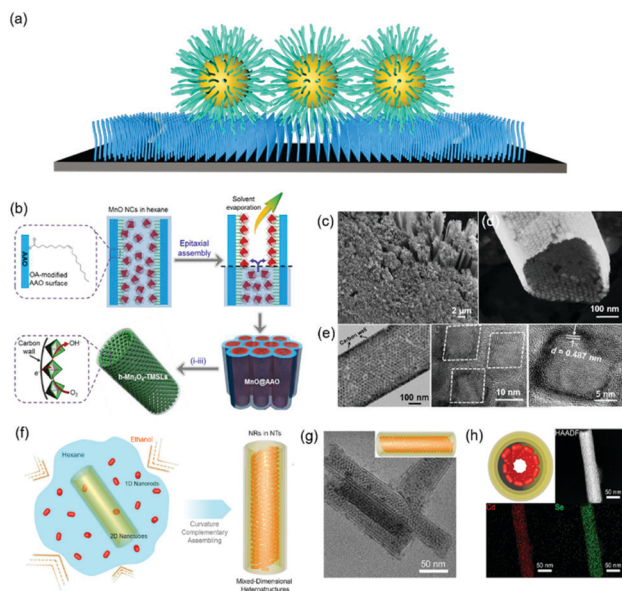 (a)
(b)
MnO NCs in hexane
Solvent
evaporation
AAO
OA-modified
AAO surface
Epitaxial
assembly
Carbon
wall
OH⁻
e⁻
O₂
h-Mn₃O₄-TMSLs
(i-iii)
MnO@AAO
(c)
2 μm
(d)
100 nm
(e)
Carbon wall
100 nm
10 nm
d = 0.487 nm
5 nm
(f)
Hexane
Ethanol
1D Nanorods
2D Nanotubes
Curvature
Complementary
Assembling
NRs in NTs
Mixed-Dimensional
Heterostructures
(g)
50 nm
(h)
HAADF
50 nm
Cd
50 nm
Se
50 nm